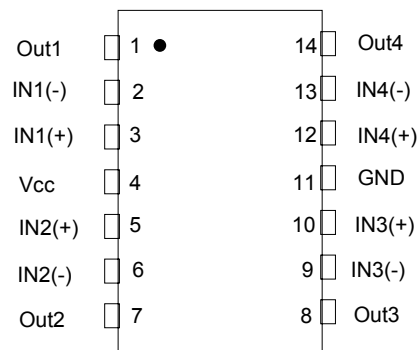 Out1 1 14 Out4
IN1(-) 2 13 IN4(-)
IN1(+) 3 12 IN4(+)
Vcc 4 11 GND
IN2(+) 5 10 IN3(+)
IN2(-) 6 9 IN3(-)
Out2 7 8 Out3